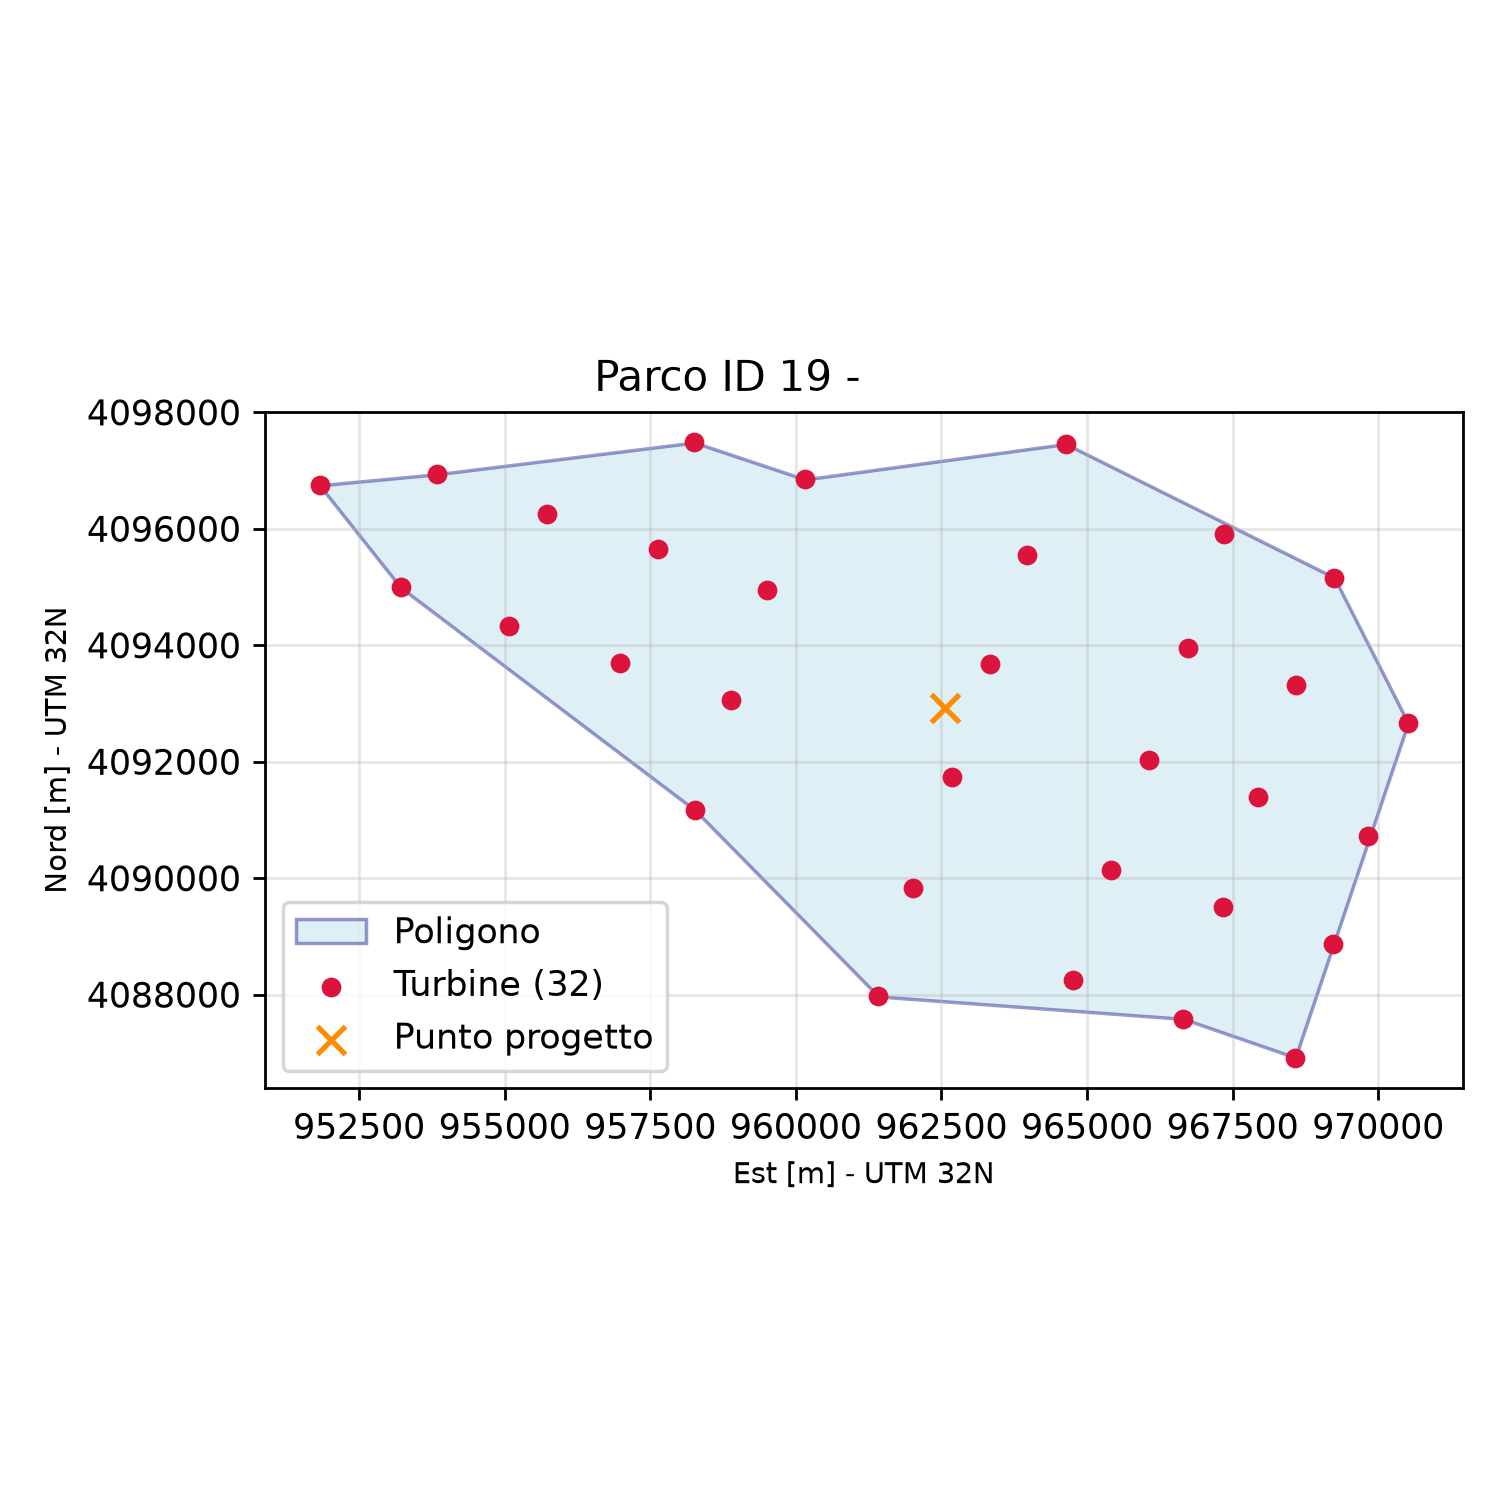 Parco ID 19 -
4098000
4096000
4094000
4092000
4090000
4088000
Nord [m] - UTM 32N
Poligono
Turbine (32)
Punto progetto
952500 955000 957500 960000 962500 965000 967500 970000
Est [m] - UTM 32N